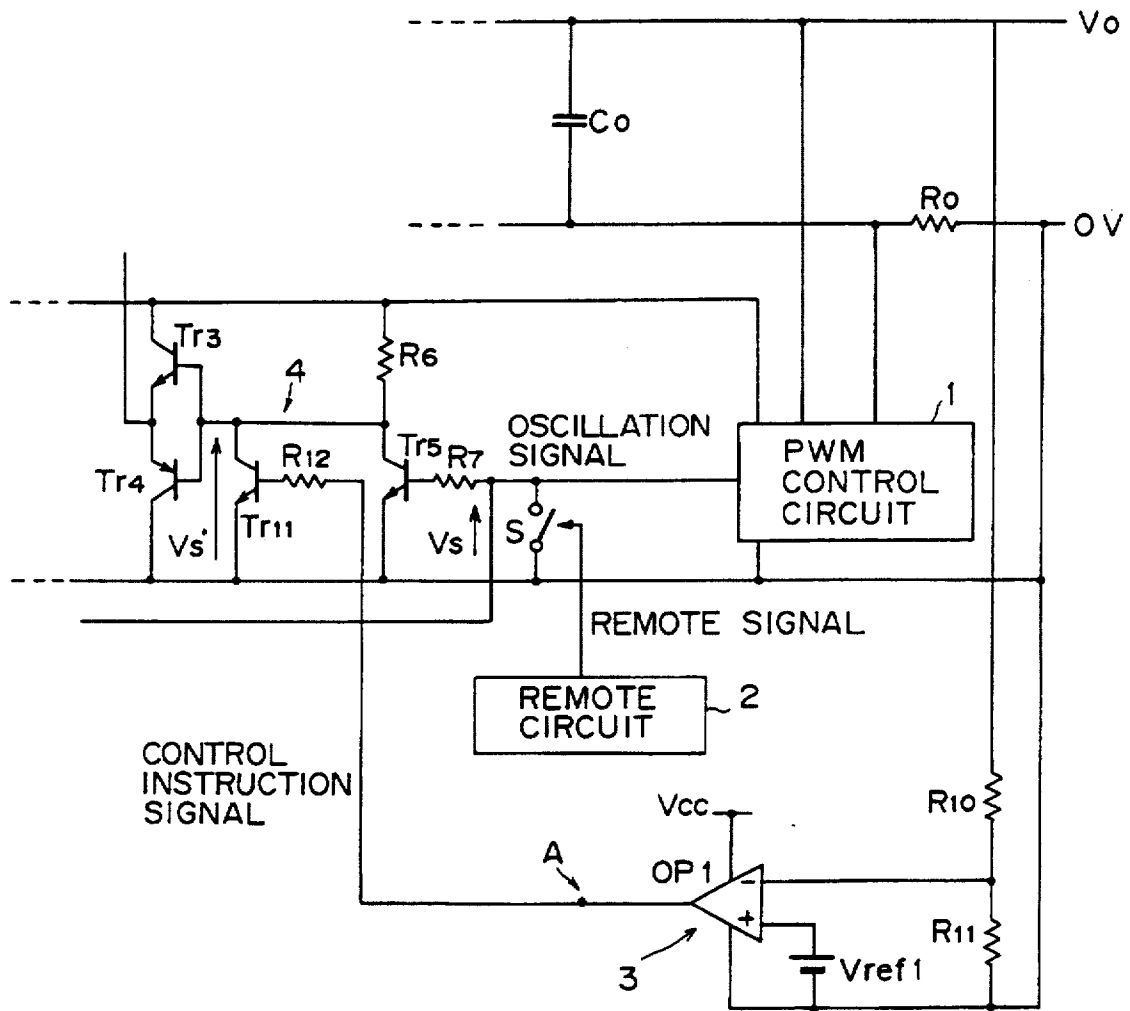 Vo
Co
Ro
0V
Tr3
R6
4
1
OSCILLATION
SIGNAL
PWM
CONTROL
CIRCUIT
Tr4
R12
Tr5
R7
Tr11
Vs'
Vs
S
REMOTE SIGNAL
REMOTE
CIRCUIT
2
CONTROL
INSTRUCTION
SIGNAL
Vcc
R10
A
OP1
-
+
R11
3
Vref1